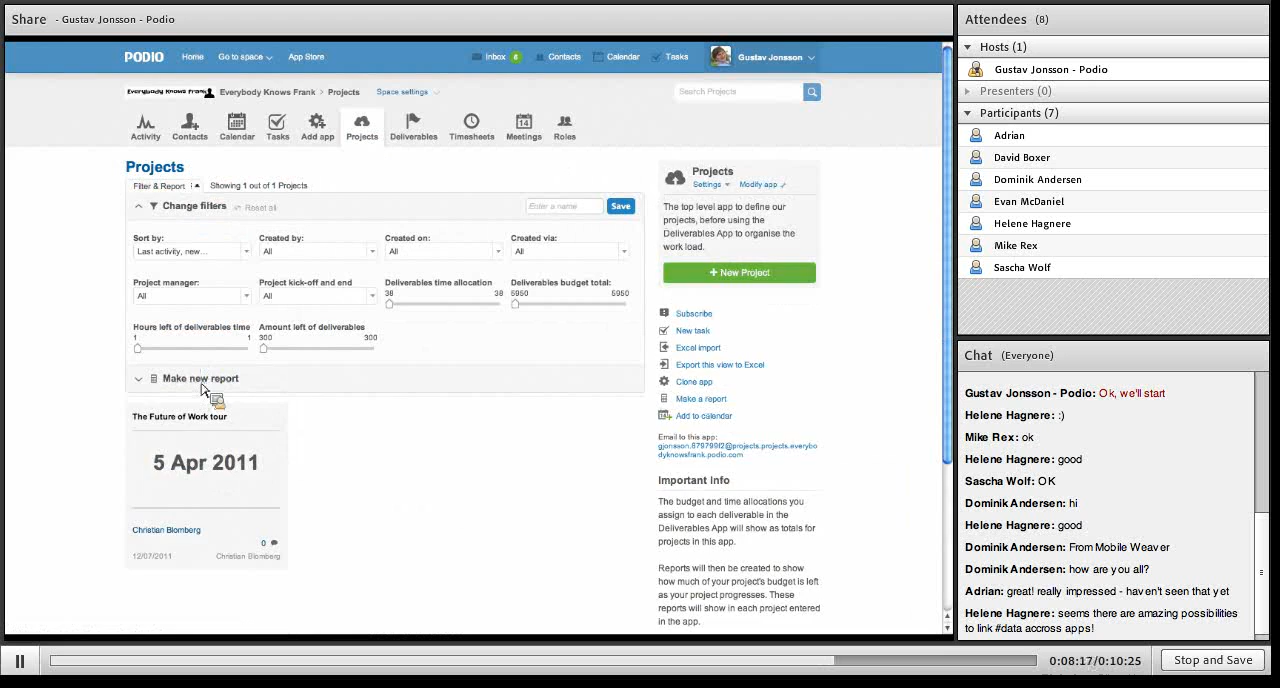 Share - Gustav Jonsson - Podio
PODIO Home Go to space App Store Inbox 6 Contacts Calendar Tasks Gustav Jonsson
Everybody Knows Frank Everybody Knows Frank > Projects Space settings Search Projects
Activity Contacts Calendar Tasks Add app Projects Deliverables Timesheets 14 Meetings Roles
Projects
Filter & Report Showing 1 out of 1 Projects
Change filters Reset all Enter a name Save
Sort by: Created by: Created on: Created via:
Last activity, new... All All All
Project manager: Project kick-off and end Deliverables time allocation Deliverables budget total:
All All 38 38 5950 5950
Hours left of deliverables time Amount left of deliverables
1 1 300 300
Make new report
The Future of Work tour
5 Apr 2011
Christian Blomberg
0
12/07/2011 Christian Blomberg
Projects
Settings Modify app
The top level app to define our
projects, before using the
Deliverables App to organise the
work load.
+ New Project
Subscribe
New task
Excel import
Export this view to Excel
Clone app
Make a report
Add to calendar
Email to this app:
gjonsson.679799f2@projects.projects.everybo
dyknowsfrank.podio.com
Important Info
The budget and time allocations you
assign to each deliverable in the
Deliverables App will show as totals for
projects in this app.
Reports will then be created to show
how much of your project's budget is left
as your project progresses. These
reports will show in each project entered
in the app.
Attendees (8)
Hosts (1)
Gustav Jonsson - Podio
Presenters (0)
Participants (7)
Adrian
David Boxer
Dominik Andersen
Evan McDaniel
Helene Hagnere
Mike Rex
Sascha Wolf
Chat (Everyone)
Gustav Jonsson - Podio: Ok, we'll start
Helene Hagnere: :)
Mike Rex: ok
Helene Hagnere: good
Sascha Wolf: OK
Dominik Andersen: hi
Helene Hagnere: good
Dominik Andersen: From Mobile Weaver
Dominik Andersen: how are you all?
Adrian: great! really impressed - haven't seen that yet
Helene Hagnere: seems there are amazing possibilities
to link #data accross apps!
0:08:17/0:10:25 Stop and Save